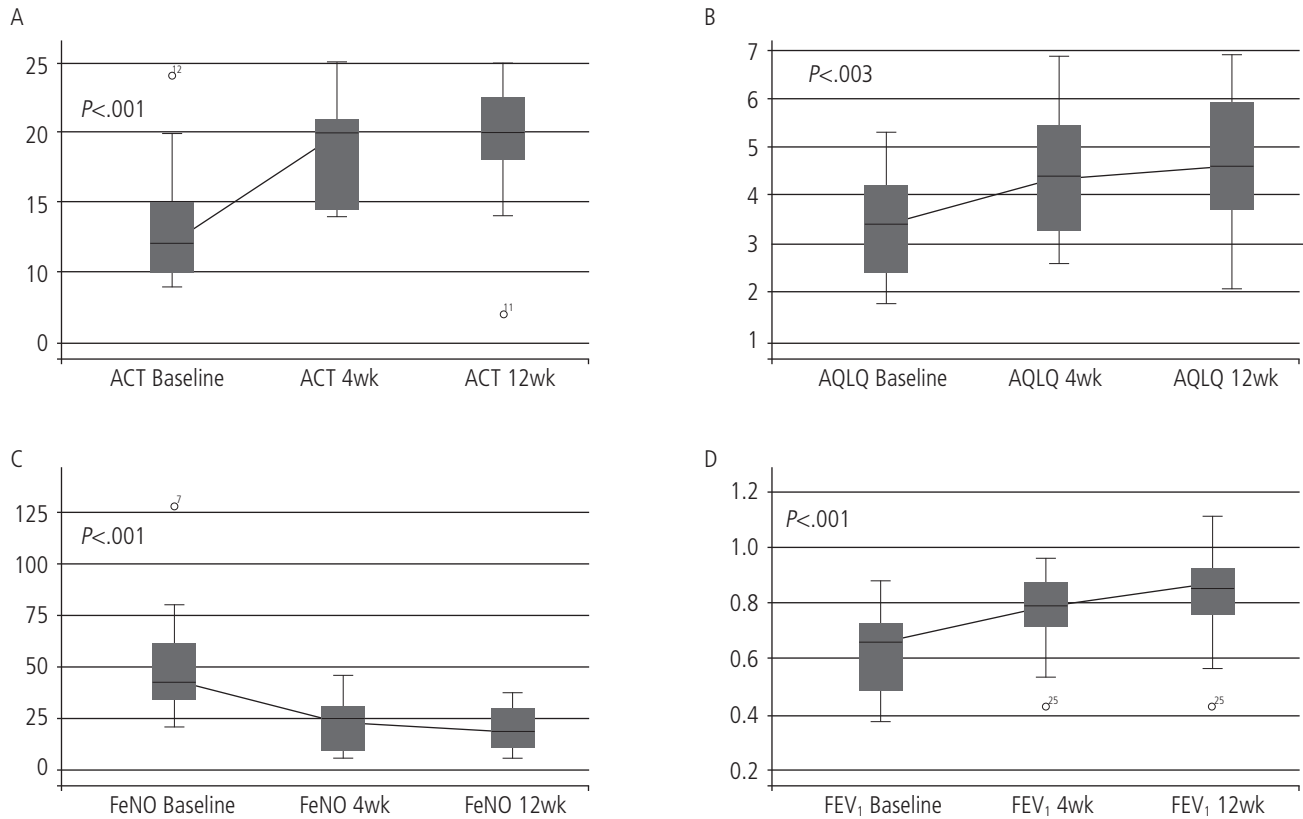 A
25
20
15
10
0
P<.001
12
11
ACT Baseline
ACT 4wk
ACT 12wk
B
7
6
5
4
3
2
1
P<.003
AQLQ Baseline
AQLQ 4wk
AQLQ 12wk
C
125
100
75
50
25
0
P<.001
7
FeNO Baseline
FeNO 4wk
FeNO 12wk
D
1.2
1.0
0.8
0.6
0.4
0.2
P<.001
25
25
FEV₁ Baseline
FEV₁ 4wk
FEV₁ 12wk